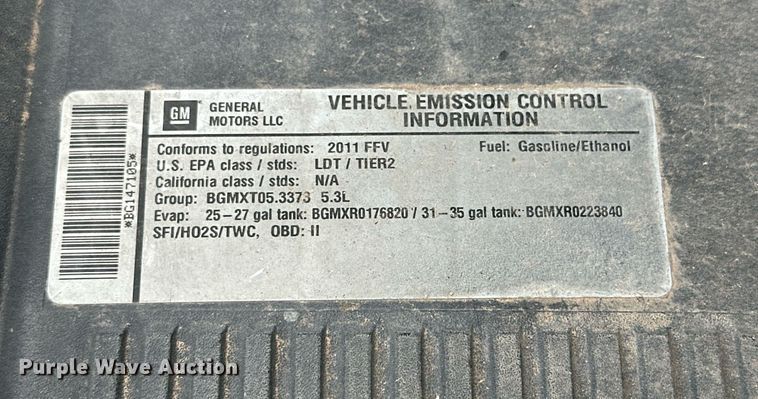 GM GENERAL MOTORS LLC
VEHICLE EMISSION CONTROL INFORMATION
Conforms to regulations: 2011 FFV Fuel: Gasoline/Ethanol
U.S. EPA class / stds: LDT / TIER2
California class / stds: N/A
Group: BGMXT05.3373 5.3L
Evap: 25-27 gal tank: BGMXR0176820 / 31-35 gal tank: BGMXR0223840
SFI/HO2S/TWC, OBD: II
*BG147105*
Purple Wave Auction